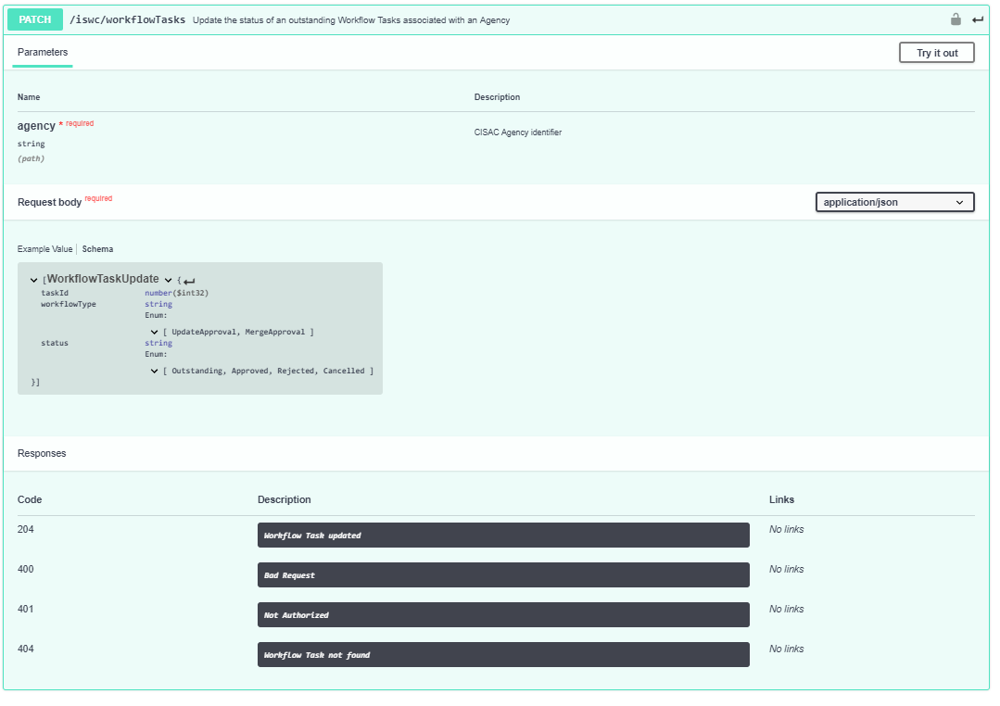 PATCH /iswc/workflowTasks Update the status of an outstanding Workflow Tasks associated with an Agency
Parameters Try it out
Name Description
agency * required
CISAC Agency identifier
string
(path)
Request body required application/json
Example Value Schema
[WorkflowTaskUpdate {
taskId number($int32)
workflowType string
Enum:
[ UpdateApproval, MergeApproval ]
status string
Enum:
[ Outstanding, Approved, Rejected, Cancelled ]
}]
Responses
Code Description Links
204 Workflow Task updated No links
400 Bad Request No links
401 Not Authorized No links
404 Workflow Task not found No links